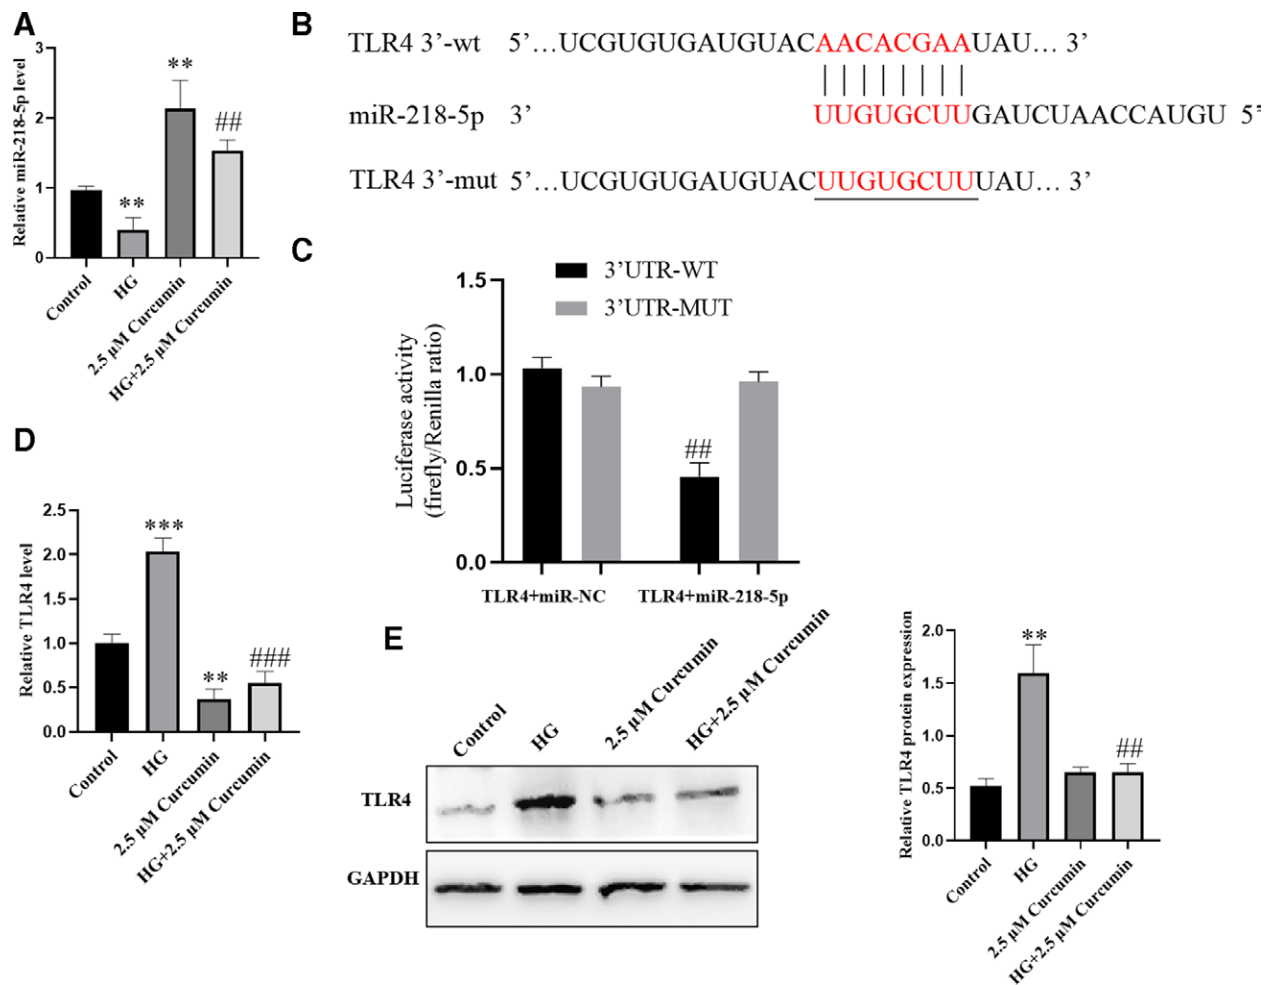 A
Relative miR-218-5p level
3
2
1
0
**
**
##
Control
HG
2.5 μM Curcumin
HG+2.5 μM Curcumin
B
TLR4 3’-wt 5’…UCGUGUGAUGUACAACACGAAUAU… 3’
miR-218-5p 3’ UUGUGCUUGAUCUAACCAUGU 5’
TLR4 3’-mut 5’…UCGUGUGAUGUACUUGUGCUUUAU… 3’
C
3’UTR-WT
3’UTR-MUT
Luciferase activity
(firefly/Renilla ratio)
1.5
1.0
0.5
0.0
##
TLR4+miR-NC
TLR4+miR-218-5p
D
Relative TLR4 level
2.5
2.0
1.5
1.0
0.5
0.0
***
**
###
Control
HG
2.5 μM Curcumin
HG+2.5 μM Curcumin
E
Control
HG
2.5 μM Curcumin
HG+2.5 μM Curcumin
TLR4
GAPDH
Relative TLR4 protein expression
2.0
1.5
1.0
0.5
0.0
**
##
Control
HG
2.5 μM Curcumin
HG+2.5 μM Curcumin